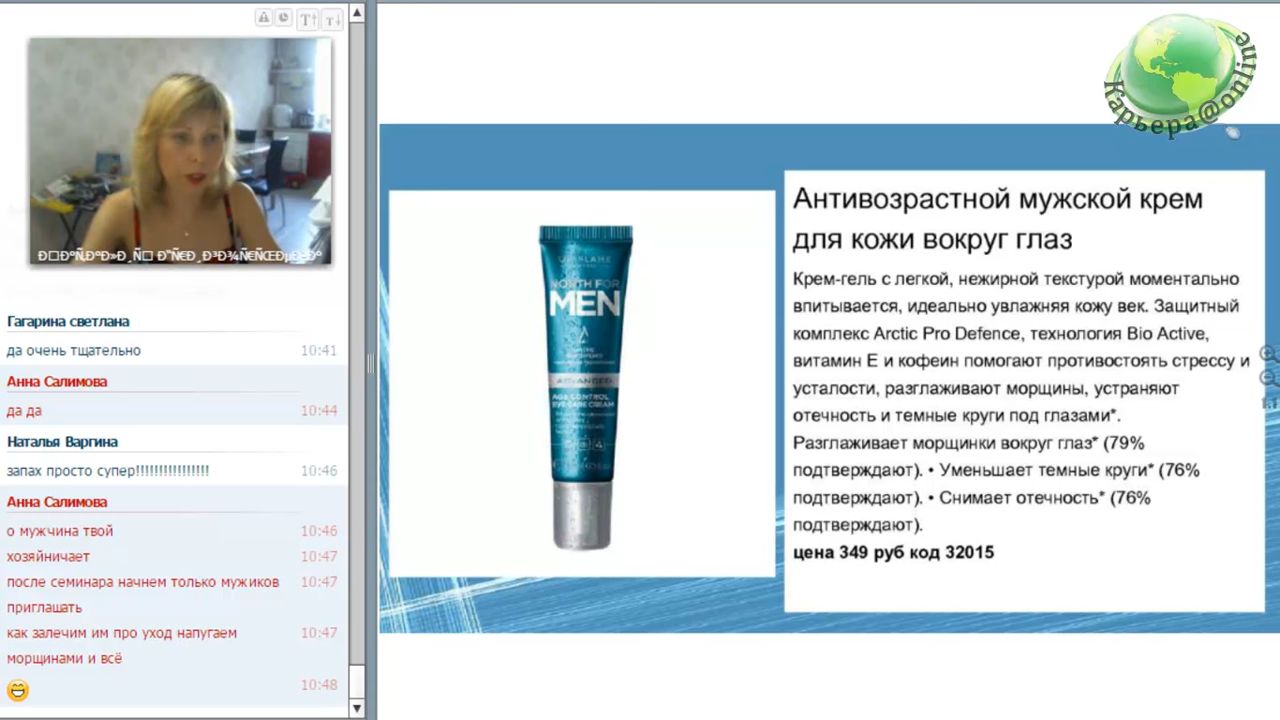 Гагарина светлана
да очень тщательно 10:41
Анна Салимова
да да 10:44
Наталья Варгина
запах просто супер!!!!!!!!!!!!!!!! 10:46
Анна Салимова
о мужчина твой 10:46
хозяйничает 10:47
после семинара начнем только мужиков 10:47
приглашать
как залечим им про уход напугаем 10:47
морщинами и всё
10:48
Карьера@online
ORIFLAME
NORTH FOR
MEN
ADVANCED
AGE CONTROL
EYE CARE CREAM
Антивозрастной мужской крем
для кожи вокруг глаз
Крем-гель с легкой, нежирной текстурой моментально
впитывается, идеально увлажняя кожу век. Защитный
комплекс Arctic Pro Defence, технология Bio Active,
витамин Е и кофеин помогают противостоять стрессу и
усталости, разглаживают морщины, устраняют
отечность и темные круги под глазами*.
Разглаживает морщинки вокруг глаз* (79%
подтверждают). • Уменьшает темные круги* (76%
подтверждают). • Снимает отечность* (76%
подтверждают).
цена 349 руб код 32015